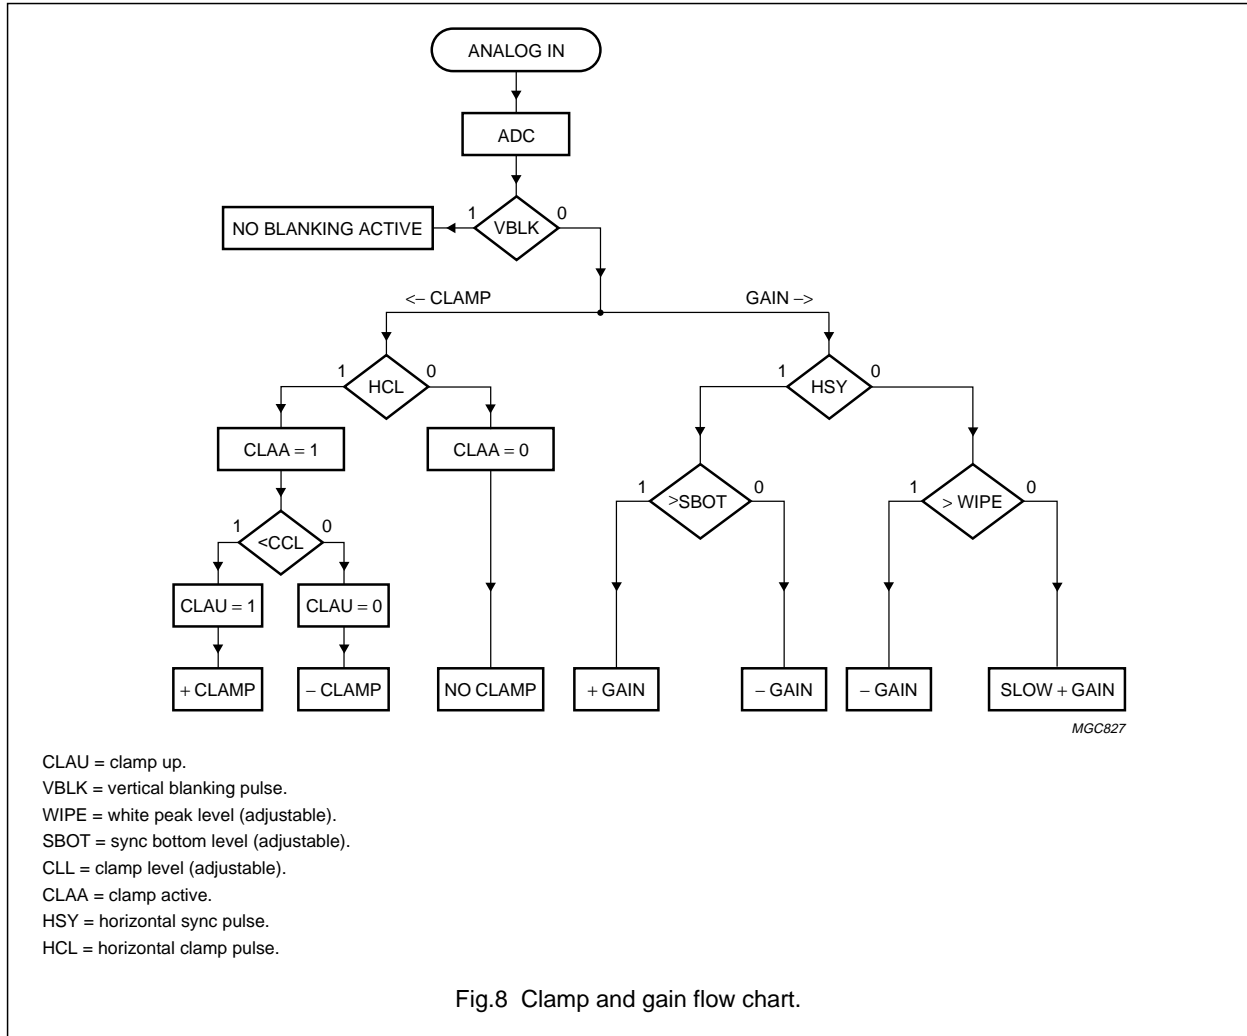 ANALOG IN
ADC
1 VBLK 0
NO BLANKING ACTIVE
<− CLAMP GAIN −>
1 HCL 0
1 HSY 0
CLAA = 1
CLAA = 0
1 >SBOT 0
1 > WIPE 0
1 <CCL 0
CLAU = 1
CLAU = 0
+ CLAMP
− CLAMP
NO CLAMP
+ GAIN
− GAIN
− GAIN
SLOW + GAIN
MGC827
CLAU = clamp up.
VBLK = vertical blanking pulse.
WIPE = white peak level (adjustable).
SBOT = sync bottom level (adjustable).
CLL = clamp level (adjustable).
CLAA = clamp active.
HSY = horizontal sync pulse.
HCL = horizontal clamp pulse.
Fig.8 Clamp and gain flow chart.